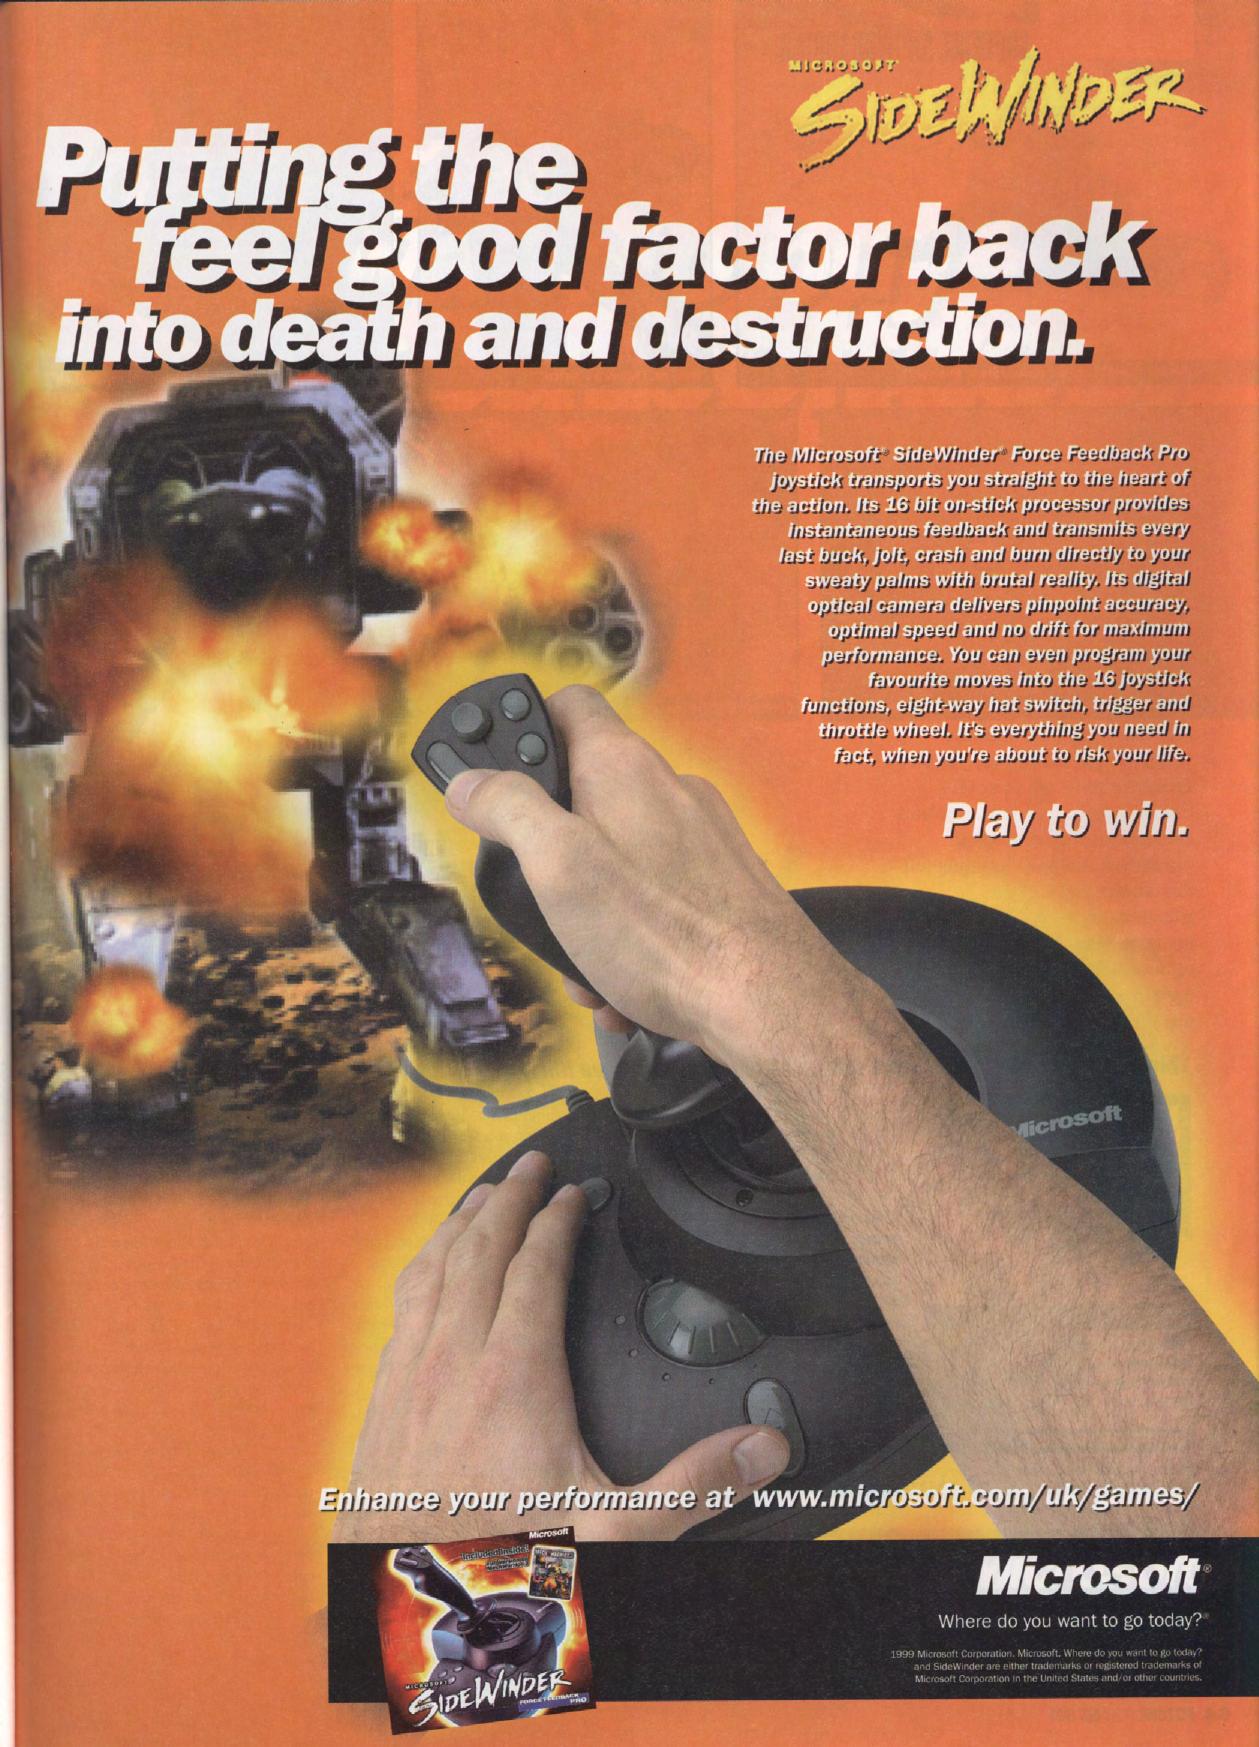 MICROSOFT®
SIDEWINDER
Putting the
feel good factor back
into death and destruction.
The Microsoft® SideWinder® Force Feedback Pro
joystick transports you straight to the heart of
the action. Its 16 bit on-stick processor provides
instantaneous feedback and transmits every
last buck, jolt, crash and burn directly to your
sweaty palms with brutal reality. Its digital
optical camera delivers pinpoint accuracy,
optimal speed and no drift for maximum
performance. You can even program your
favourite moves into the 16 joystick
functions, eight-way hat switch, trigger and
throttle wheel. It's everything you need in
fact, when you're about to risk your life.
Play to win.
Microsoft
Enhance your performance at www.microsoft.com/uk/games/
Microsoft
Included Inside!
MICROSOFT
SIDEWINDER
FORCE FEEDBACK
PRO
Microsoft®
Where do you want to go today?®
1999 Microsoft Corporation. Microsoft. Where do you want to go today?
and SideWinder are either trademarks or registered trademarks of
Microsoft Corporation in the United States and/or other countries.